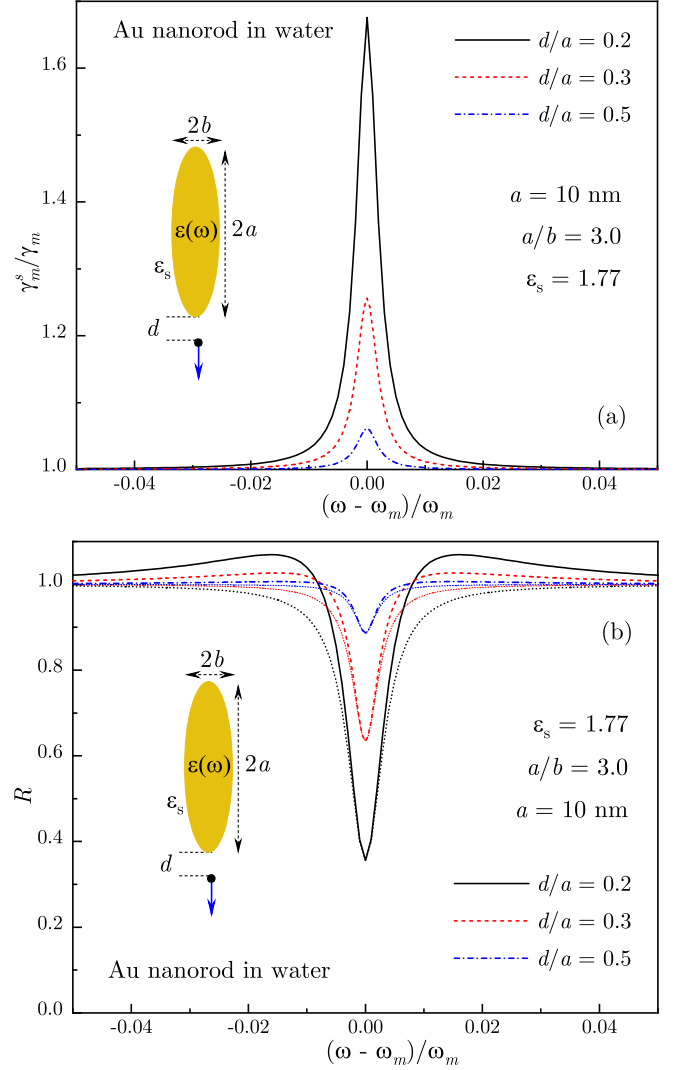 Au nanorod in water
d/a = 0.2
d/a = 0.3
d/a = 0.5
1.6
1.4
1.2
1.0
γₘˢ/γₘ
2b
ε(ω)
2a
εₛ
d
a = 10 nm
a/b = 3.0
εₛ = 1.77
(a)
-0.04 -0.02 0.00 0.02 0.04
(ω - ωₘ)/ωₘ
1.0
0.8
0.6
0.4
0.2
0.0
R
(b)
2b
ε(ω)
2a
εₛ
d
εₛ = 1.77
a/b = 3.0
a = 10 nm
d/a = 0.2
d/a = 0.3
d/a = 0.5
Au nanorod in water
-0.04 -0.02 0.00 0.02 0.04
(ω - ωₘ)/ωₘ